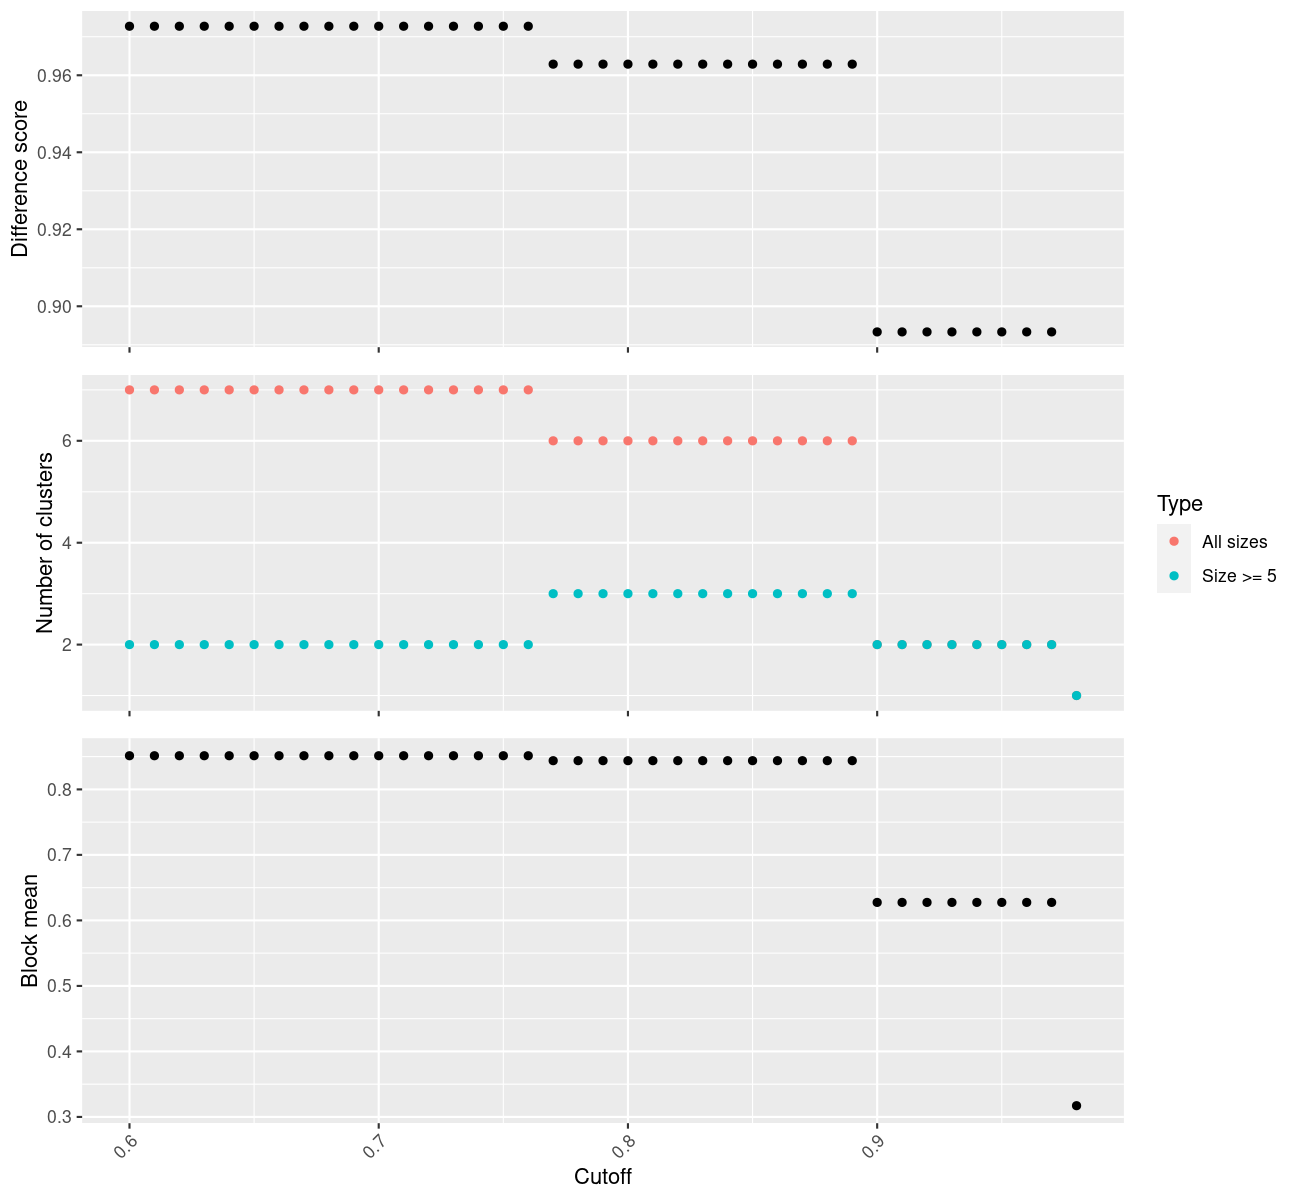 Difference score
0.96
0.94
0.92
0.90
Number of clusters
6
4
2
Type
All sizes
Size >= 5
Block mean
0.8
0.7
0.6
0.5
0.4
0.3
0.6 0.7 0.8 0.9
Cutoff